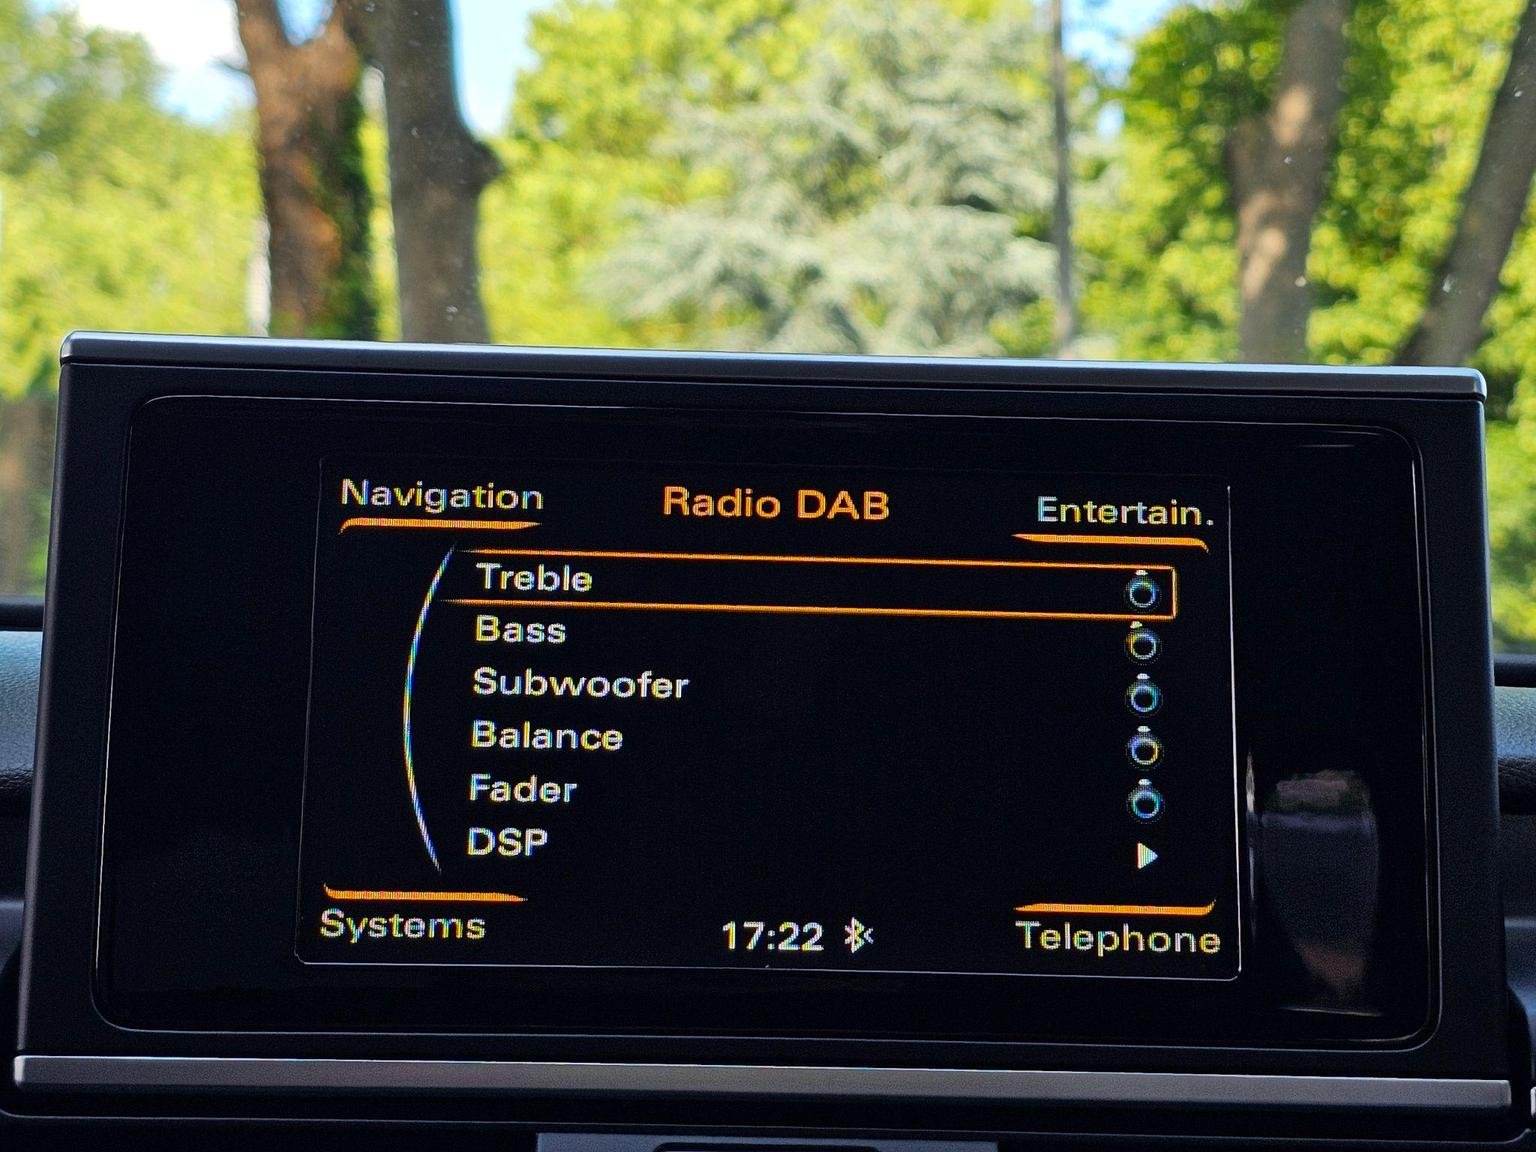 Navigation Radio DAB Entertain.
Treble
Bass
Subwoofer
Balance
Fader
DSP
Systems 17:22 Telephone